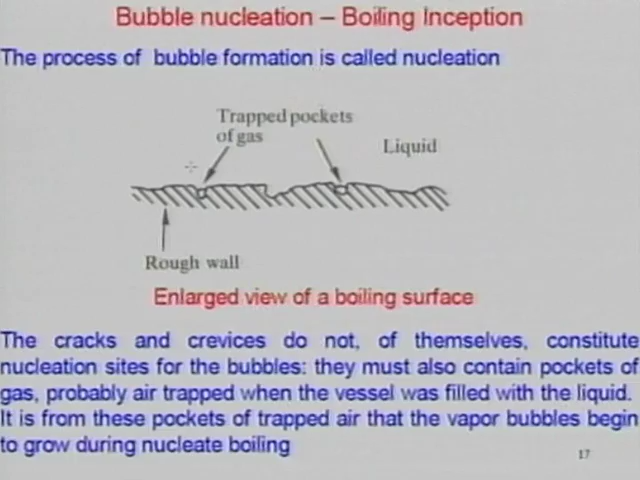 Bubble nucleation – Boiling Inception
The process of bubble formation is called nucleation
Trapped pockets
of gas
Liquid
Rough wall
Enlarged view of a boiling surface
The cracks and crevices do not, of themselves, constitute
nucleation sites for the bubbles: they must also contain pockets of
gas, probably air trapped when the vessel was filled with the liquid.
It is from these pockets of trapped air that the vapor bubbles begin
to grow during nucleate boiling
17